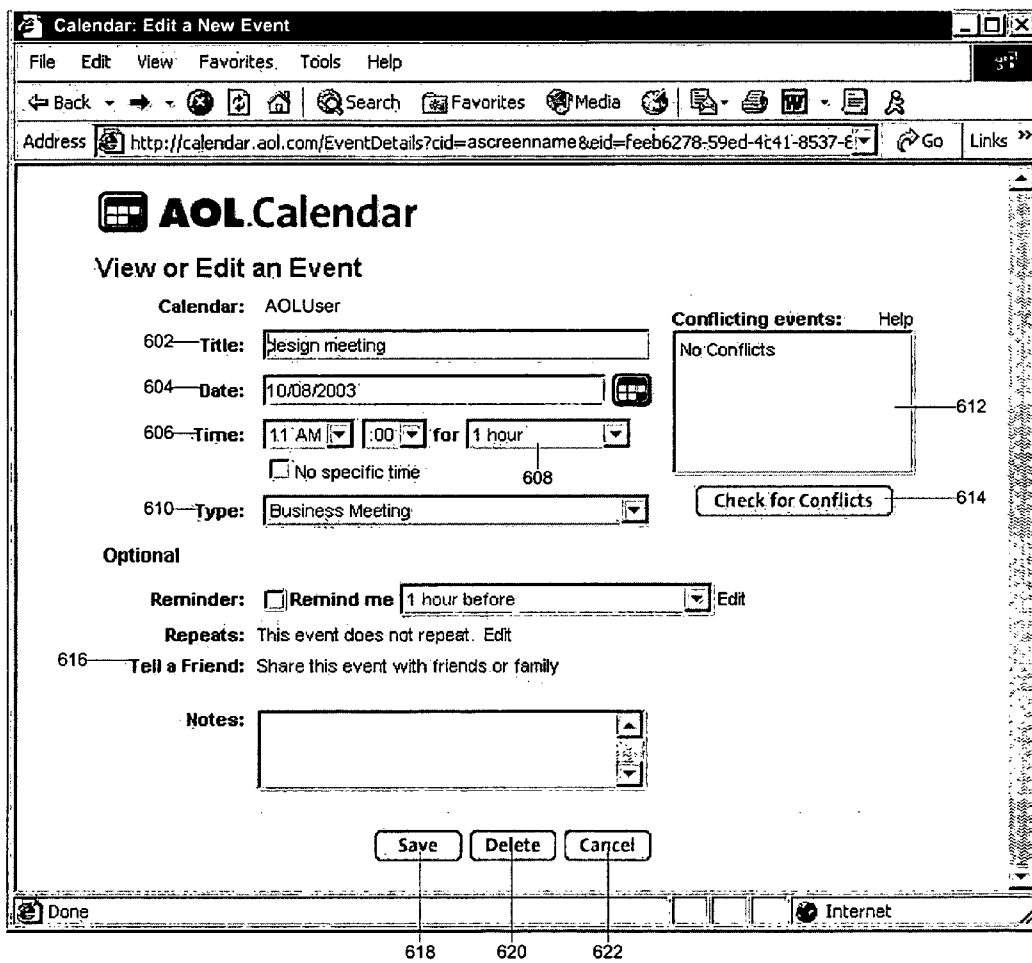 Calendar: Edit a New Event
File Edit View Favorites Tools Help
Back Search Favorites Media
Address http://calendar.aol.com/EventDetails?cid=ascreenname&eid=feeb6278-59ed-4c41-8537- Go Links »
AOL.Calendar
View or Edit an Event
Calendar: AOLUser
Conflicting events: Help
602 Title: design meeting
No Conflicts
604 Date: 10/08/2003
612
606 Time: 11 AM :00 for 1 hour
No specific time 608
614 Check for Conflicts
610 Type: Business Meeting
Optional
Reminder: Remind me 1 hour before Edit
Repeats: This event does not repeat. Edit
616 Tell a Friend: Share this event with friends or family
Notes:
Save Delete Cancel
Done Internet
618 620 622